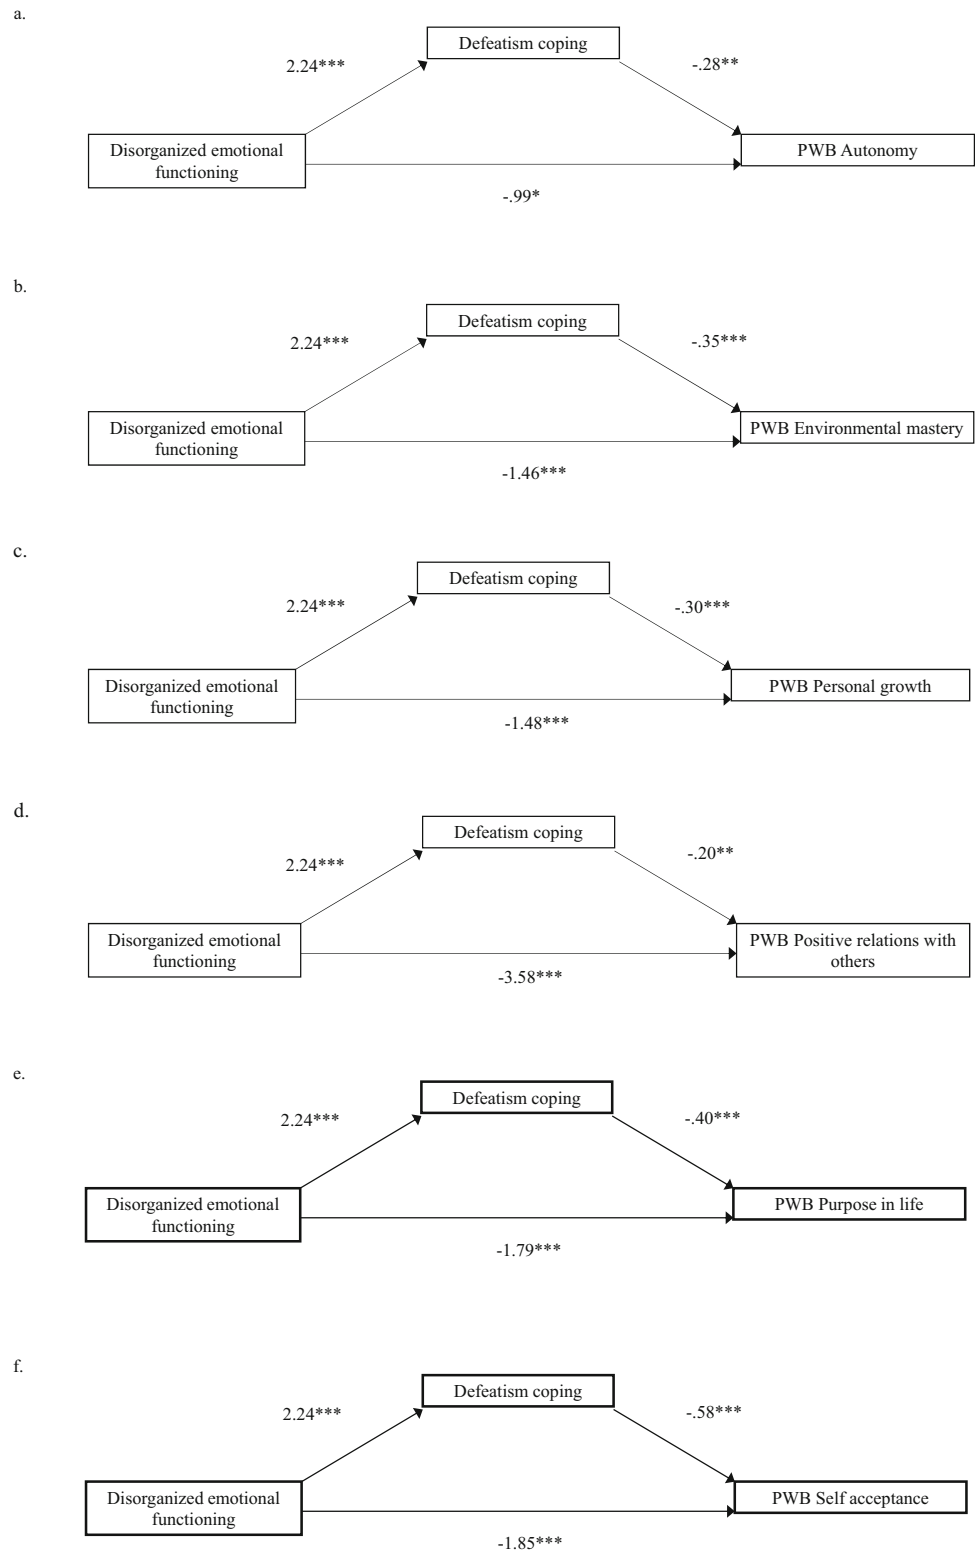 a.
Defeatism coping
2.24***
-.28**
Disorganized emotional
functioning
PWB Autonomy
-.99*
b.
Defeatism coping
2.24***
-.35***
Disorganized emotional
functioning
PWB Environmental mastery
-1.46***
c.
Defeatism coping
2.24***
-.30***
Disorganized emotional
functioning
PWB Personal growth
-1.48***
d.
Defeatism coping
2.24***
-.20**
Disorganized emotional
functioning
PWB Positive relations with
others
-3.58***
e.
Defeatism coping
2.24***
-.40***
Disorganized emotional
functioning
PWB Purpose in life
-1.79***
f.
Defeatism coping
2.24***
-.58***
Disorganized emotional
functioning
PWB Self acceptance
-1.85***